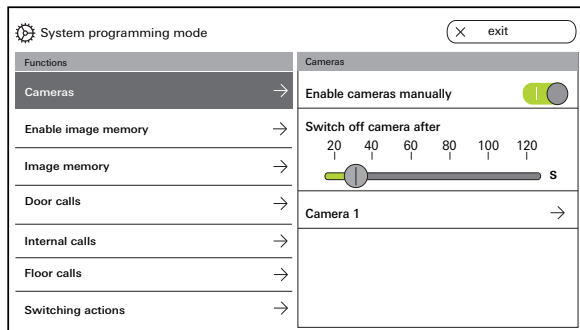 System programming mode
exit
Functions
Cameras
Enable image memory
Image memory
Door calls
Internal calls
Floor calls
Switching actions
Cameras
Enable cameras manually
Switch off camera after
20 40 60 80 100 120
S
Camera 1